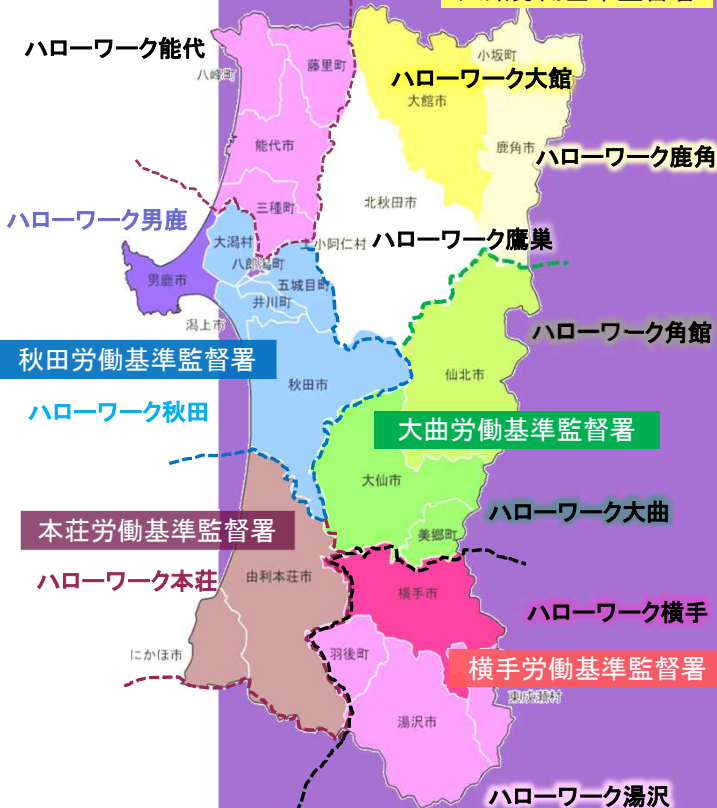 ハローワーク能代
藤里町
小坂町
八峰町
ハローワーク大館
大館市
能代市
鹿角市
ハローワーク鹿角
三種町
北秋田市
ハローワーク男鹿
大潟村
上小阿仁村
ハローワーク鷹巣
八郎潟町
男鹿市
五城目町
井川町
潟上市
ハローワーク角館
秋田労働基準監督署
秋田市
仙北市
ハローワーク秋田
大曲労働基準監督署
大仙市
ハローワーク大曲
本荘労働基準監督署
美郷町
ハローワーク本荘
由利本荘市
横手市
ハローワーク横手
にかほ市
羽後町
横手労働基準監督署
東成瀬村
湯沢市
ハローワーク湯沢